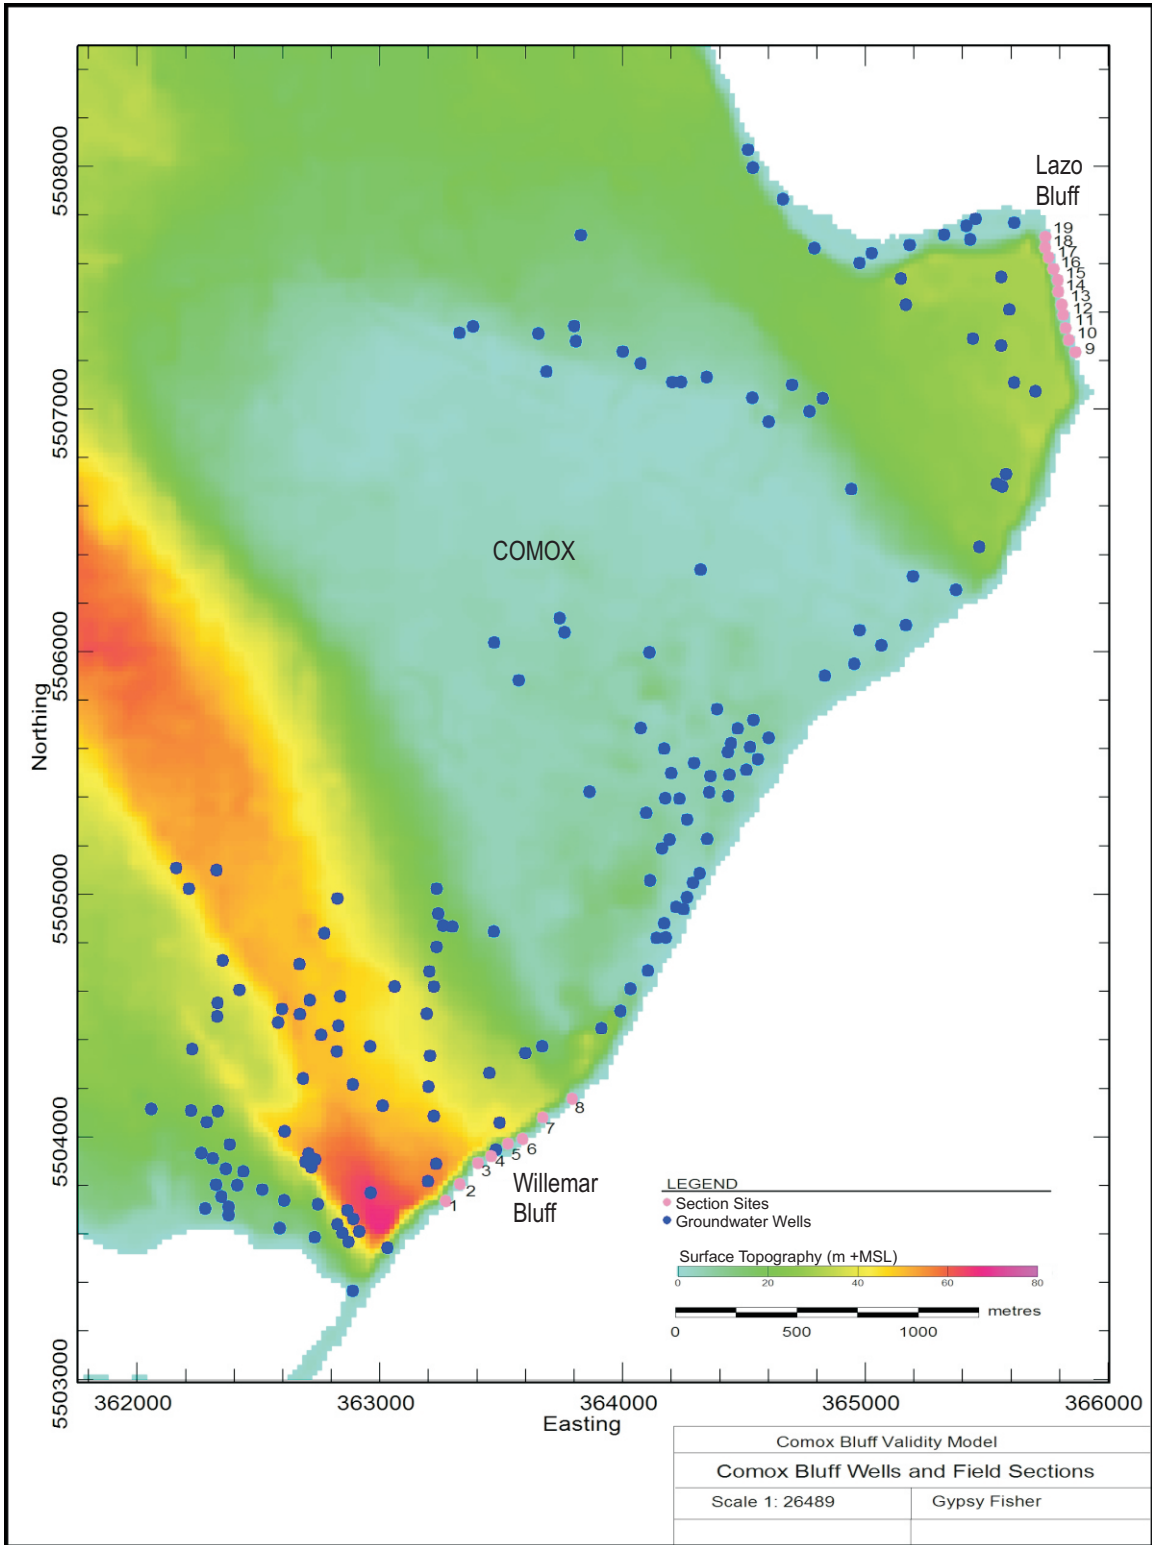 Lazo
Bluff
19
18
17
16
15
14
13
12
11
10
9
5508000
5507000
5506000
5505000
5504000
5503000
Northing
COMOX
8
7
6
5
4
3
2
1
Willemar
Bluff
LEGEND
Section Sites
Groundwater Wells
Surface Topography (m +MSL)
0 20 40 60 80
metres
0 500 1000
362000 363000 364000 365000 366000
Easting
Comox Bluff Validity Model
Comox Bluff Wells and Field Sections
Scale 1: 26489 Gypsy Fisher